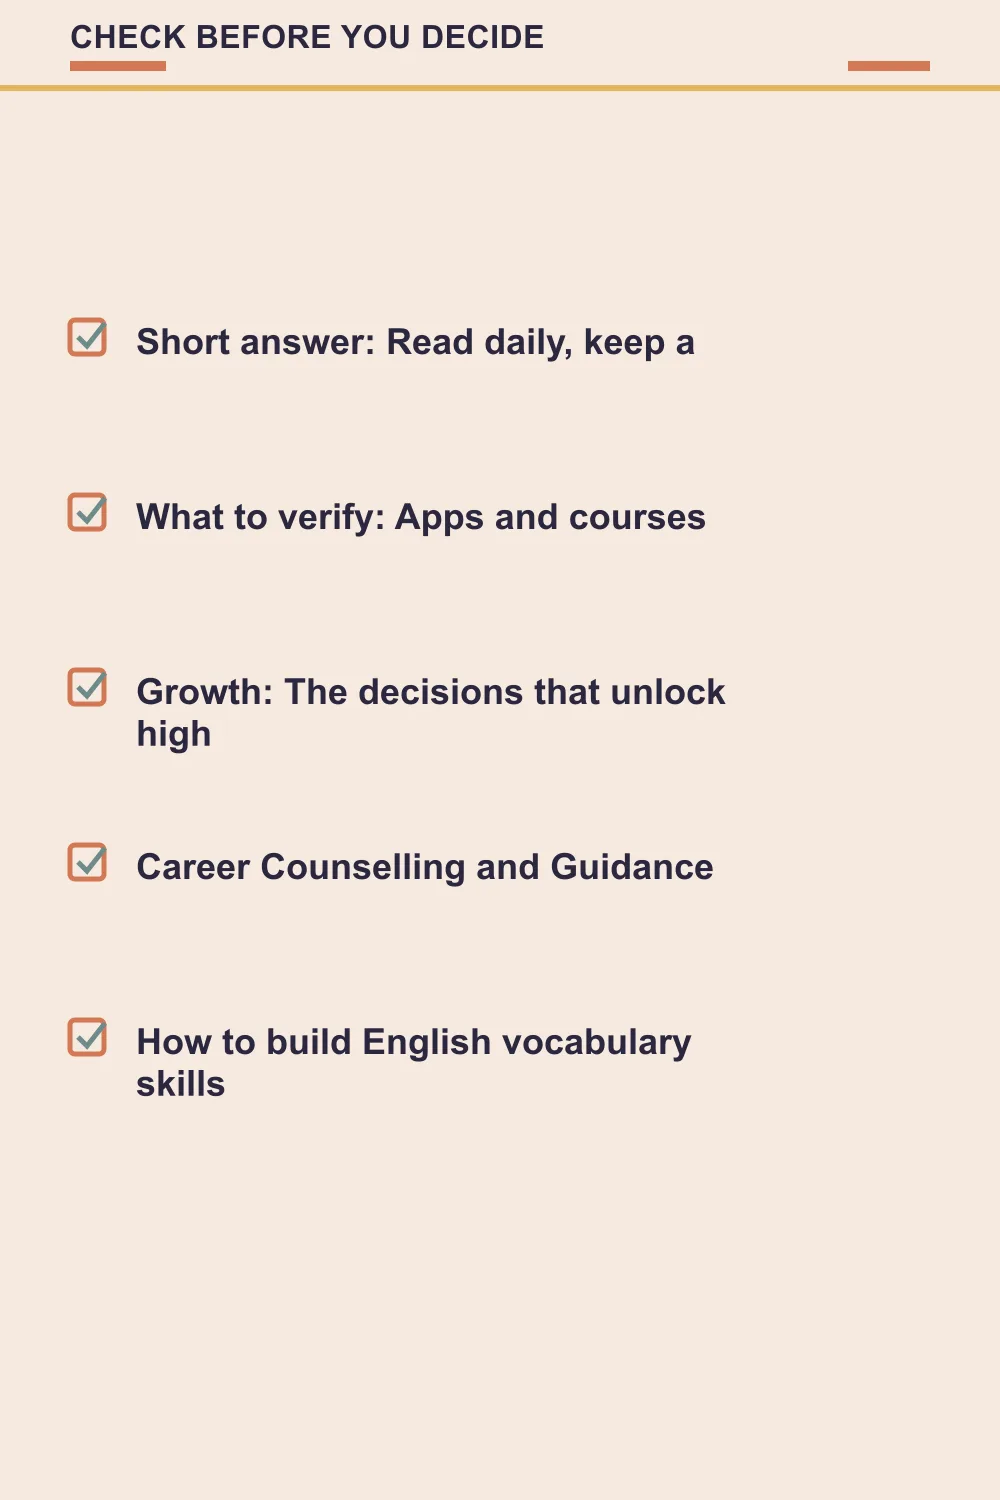 CHECK BEFORE YOU DECIDE
Short answer: Read daily, keep a
What to verify: Apps and courses
Growth: The decisions that unlock
high
Career Counselling and Guidance
How to build English vocabulary
skills